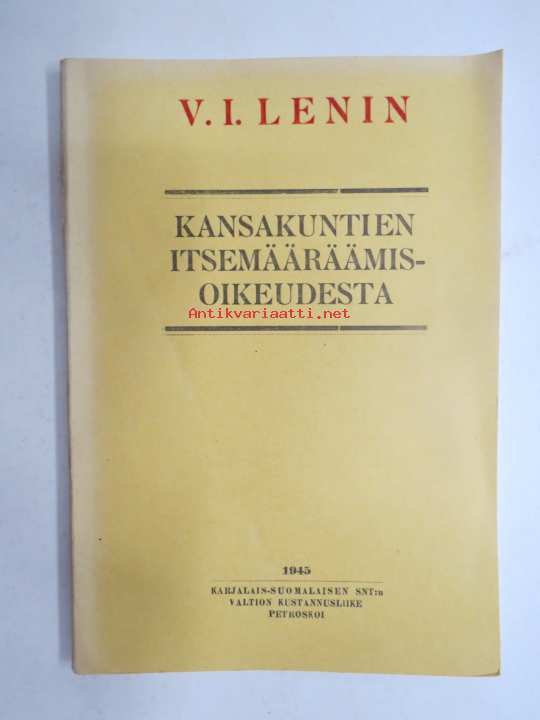 V. I. LENIN
KANSAKUNTIEN
ITSEMÄÄRÄÄMIS-
OIKEUDESTA
Antikvariaatti.net
1945
KARJALAIS-SUOMALAISEN SNT:n
VALTION KUSTANNUSLIIKE
PETROSKOI